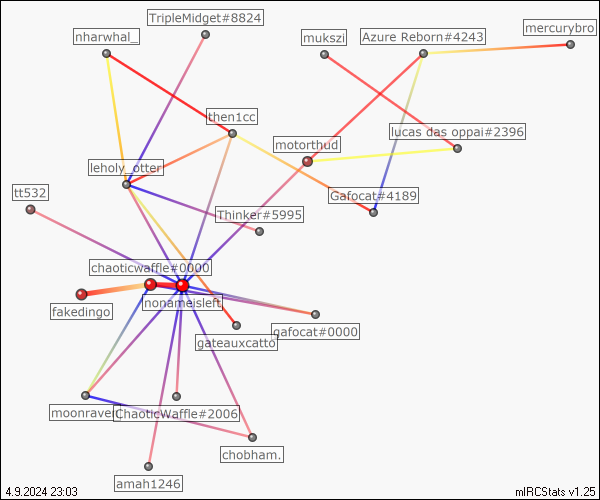 TripleMidget#8824
nharwhal_
mukszi
Azure Reborn#4243
mercurybro
then1cc
motorthud
lucas das oppai#2396
leholy_otter
tt532
Gafocat#4189
Thinker#5995
chaoticwaffle#0000
fakedingo
nonameisleft
gafocat#0000
gateauxcatto
moonraven
ChaoticWaffle#2006
chobham.
amah1246
4.9.2024 23:03
mIRCStats v1.25